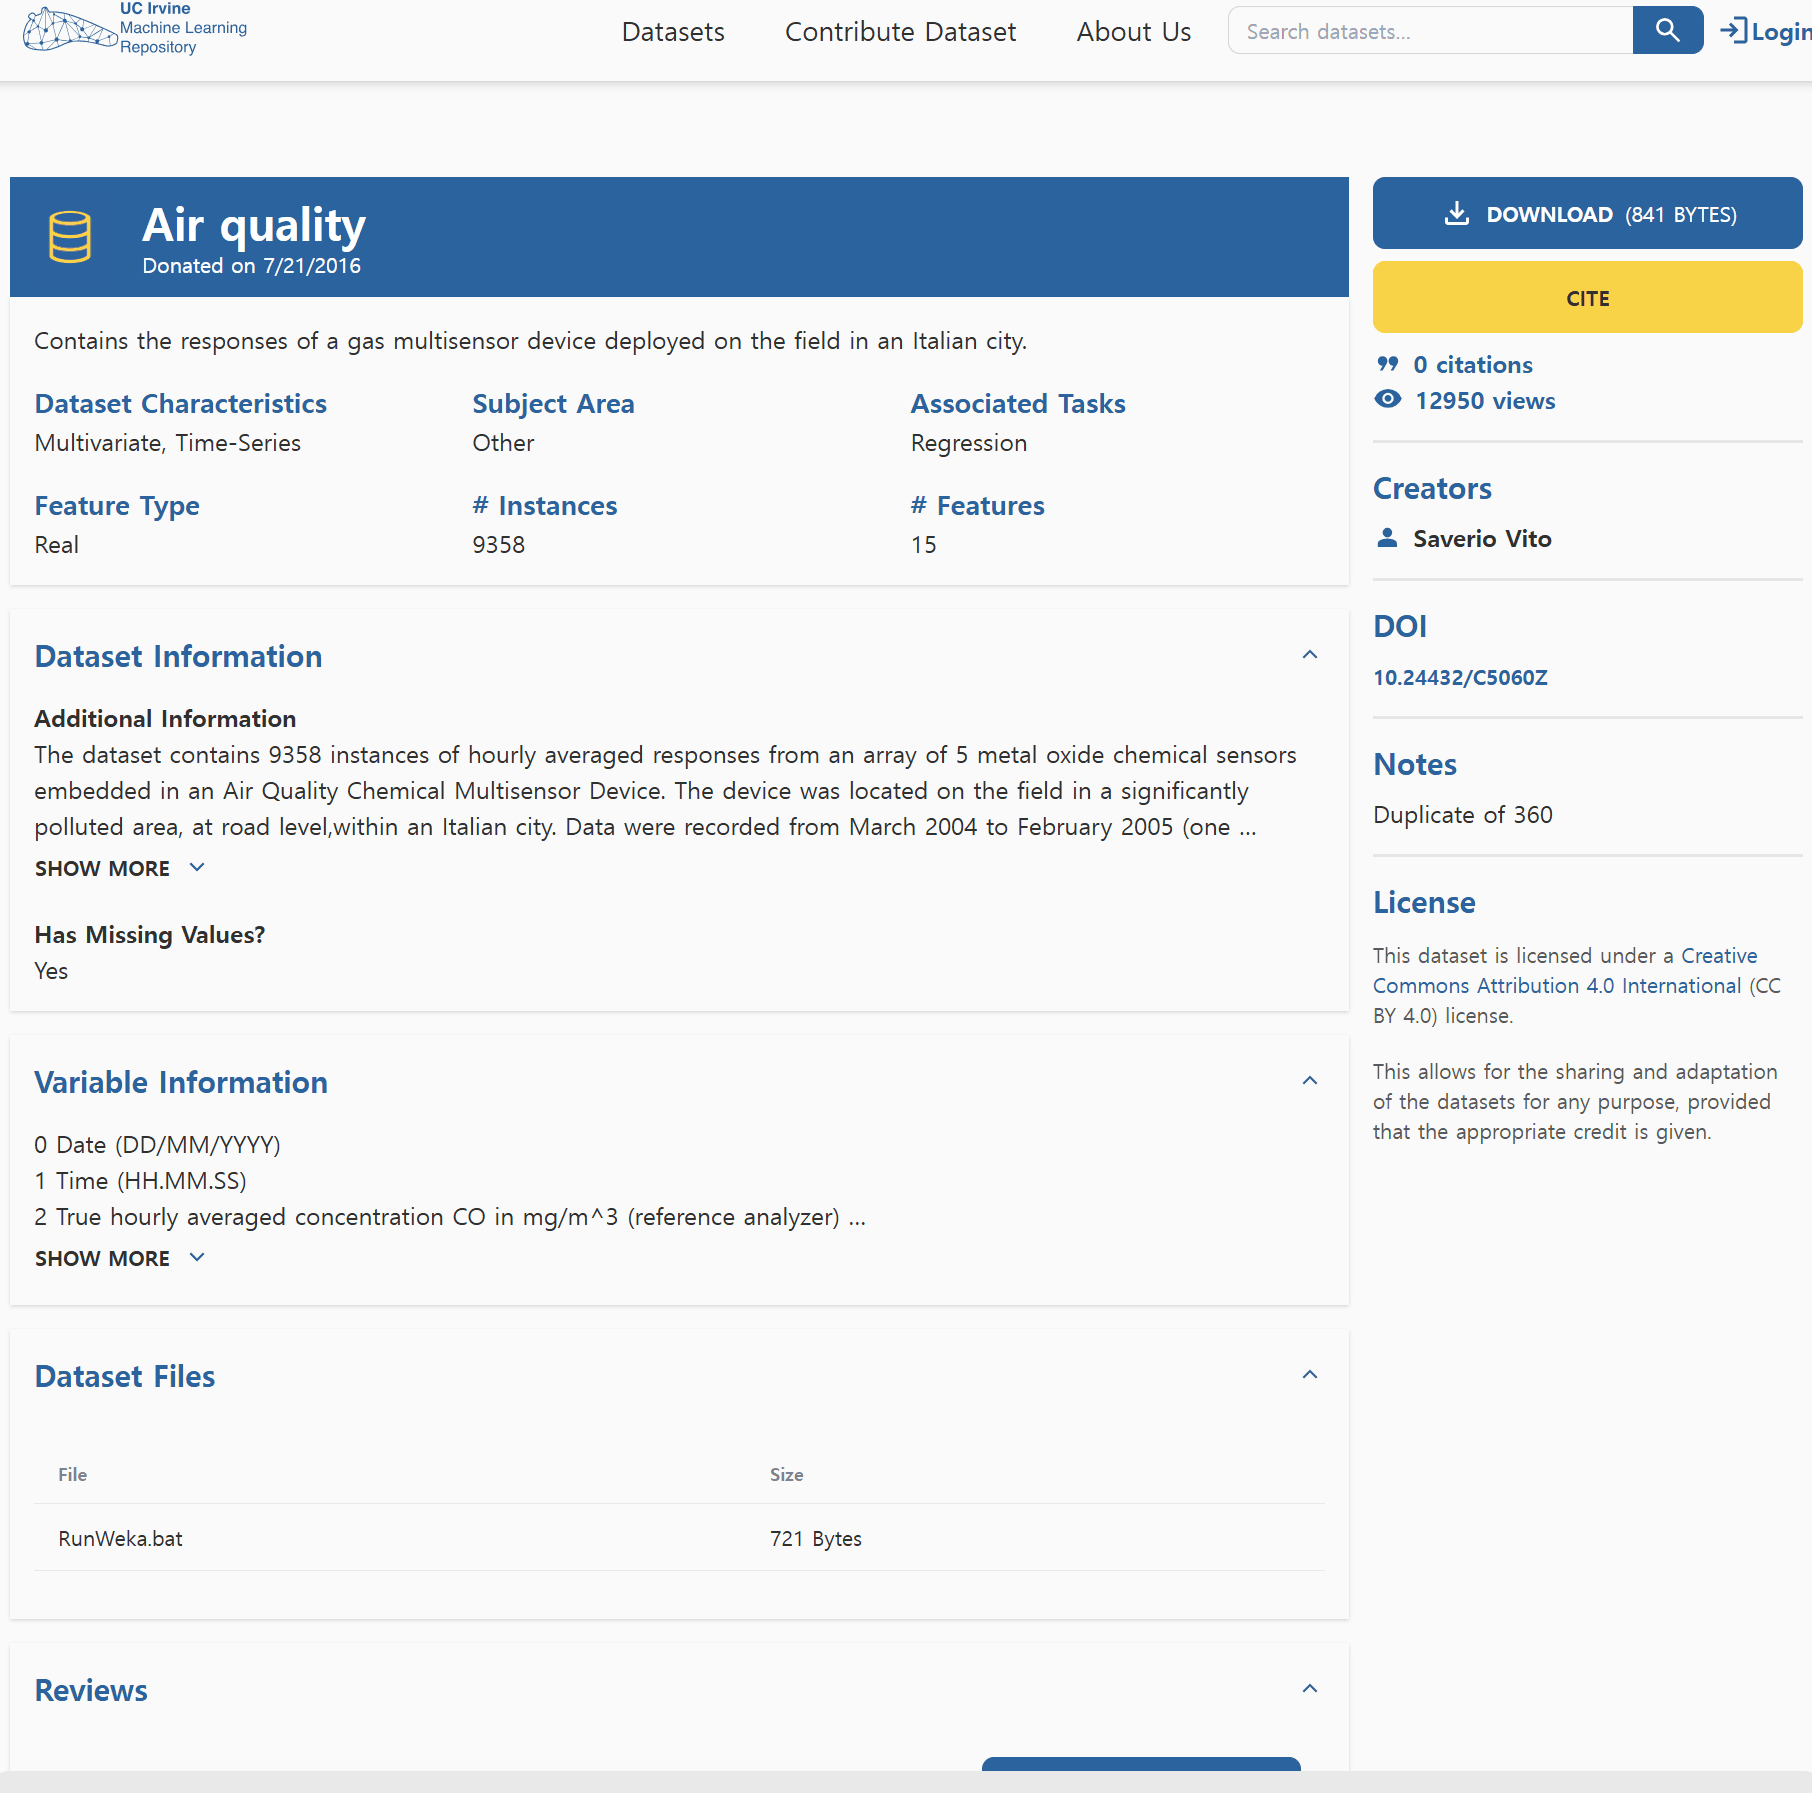 UC Irvine
Machine Learning
Repository
Datasets
Contribute Dataset
About Us
Search datasets...
Login
Air quality
Donated on 7/21/2016
Contains the responses of a gas multisensor device deployed on the field in an Italian city.
Dataset Characteristics
Multivariate, Time-Series
Subject Area
Other
Associated Tasks
Regression
Feature Type
Real
# Instances
9358
# Features
15
Dataset Information
Additional Information
The dataset contains 9358 instances of hourly averaged responses from an array of 5 metal oxide chemical sensors
embedded in an Air Quality Chemical Multisensor Device. The device was located on the field in a significantly
polluted area, at road level,within an Italian city. Data were recorded from March 2004 to February 2005 (one ...
SHOW MORE
Has Missing Values?
Yes
Variable Information
0 Date (DD/MM/YYYY)
1 Time (HH.MM.SS)
2 True hourly averaged concentration CO in mg/m^3 (reference analyzer) ...
SHOW MORE
Dataset Files
File
Size
RunWeka.bat
721 Bytes
Reviews
DOWNLOAD (841 BYTES)
CITE
0 citations
12950 views
Creators
Saverio Vito
DOI
10.24432/C5060Z
Notes
Duplicate of 360
License
This dataset is licensed under a Creative
Commons Attribution 4.0 International (CC
BY 4.0) license.
This allows for the sharing and adaptation
of the datasets for any purpose, provided
that the appropriate credit is given.